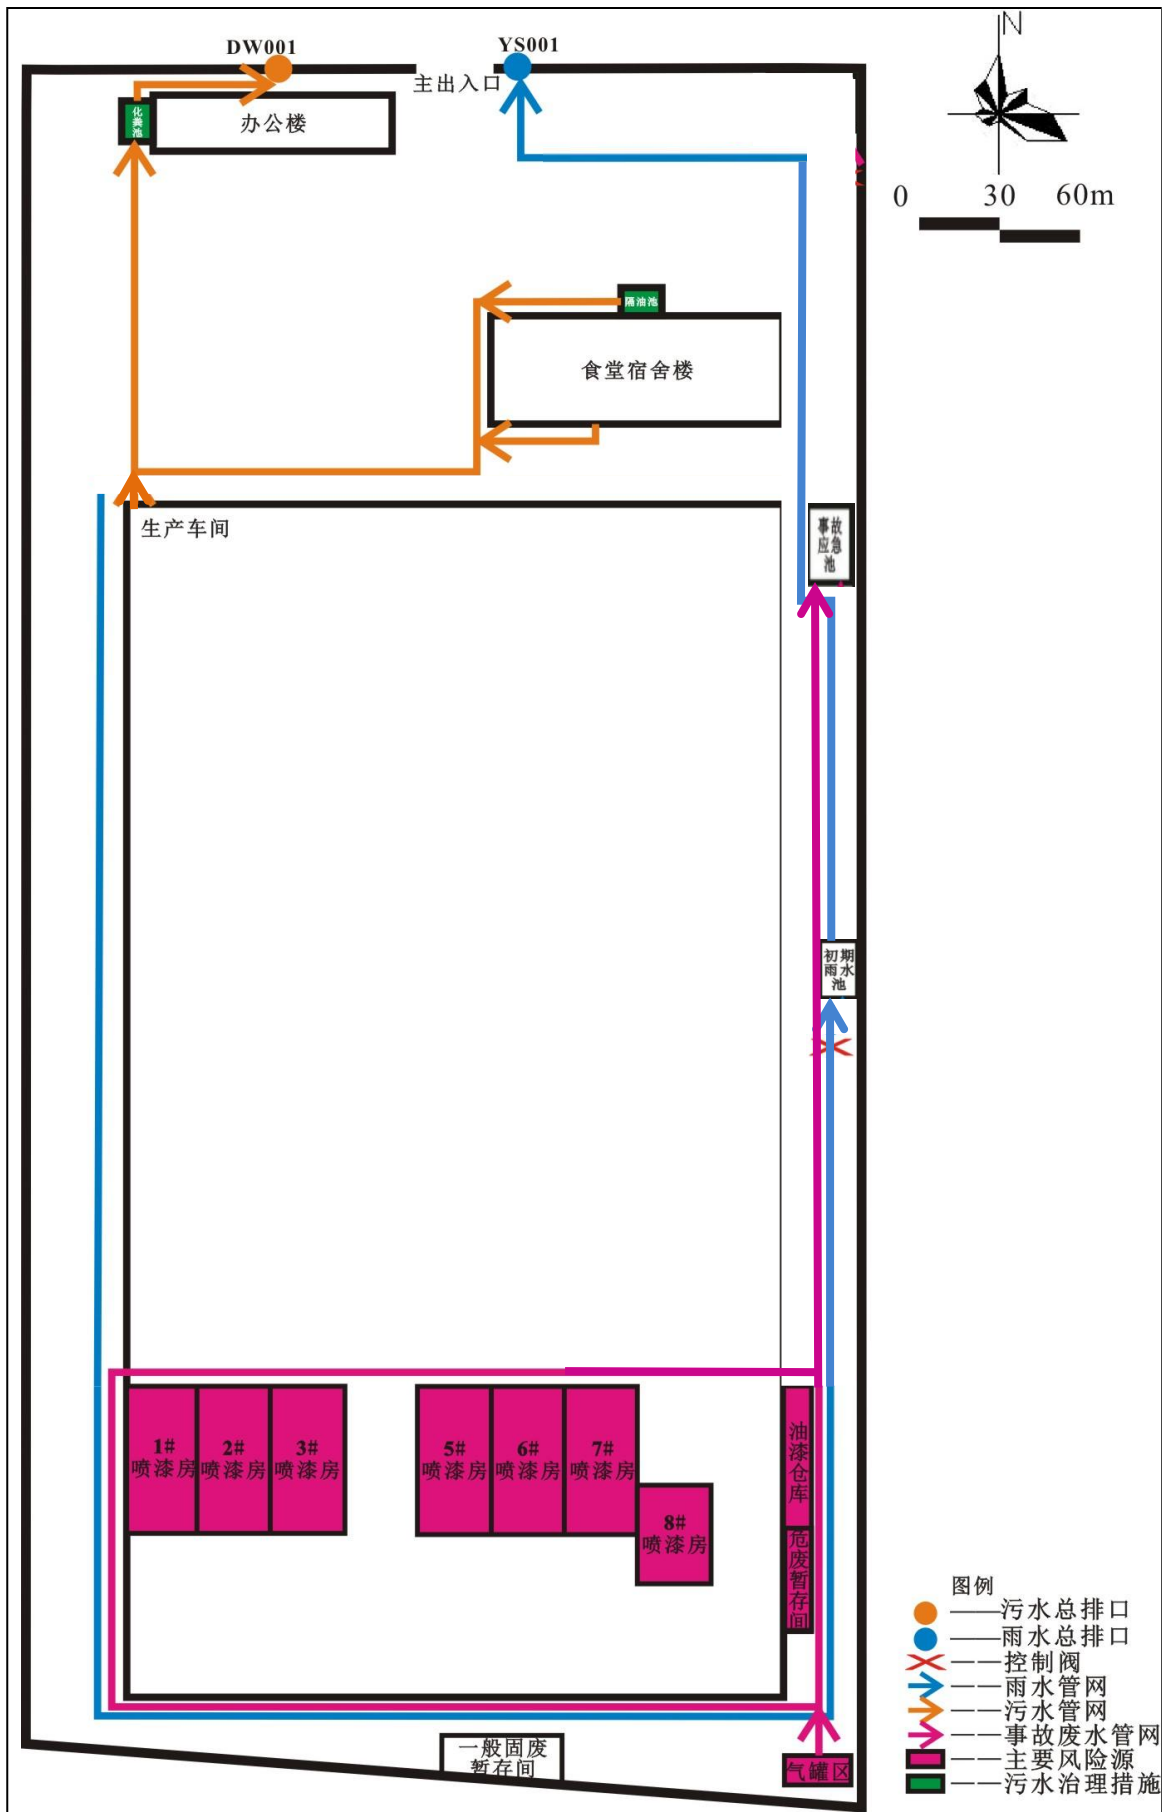 DW001
YS001
主出入口
N
0 30 60m
化
粪
池
办公楼
隔油池
食堂宿舍楼
生产车间
事故
应急
池
初期
雨水
池
1#
喷漆房
2#
喷漆房
3#
喷漆房
5#
喷漆房
6#
喷漆房
7#
喷漆房
8#
喷漆房
油
漆
仓
库
危
废
暂
存
间
一般固废
暂存间
气罐区
图例
——污水总排口
——雨水总排口
——控制阀
——雨水管网
——污水管网
——事故废水管网
——主要风险源
——污水治理措施